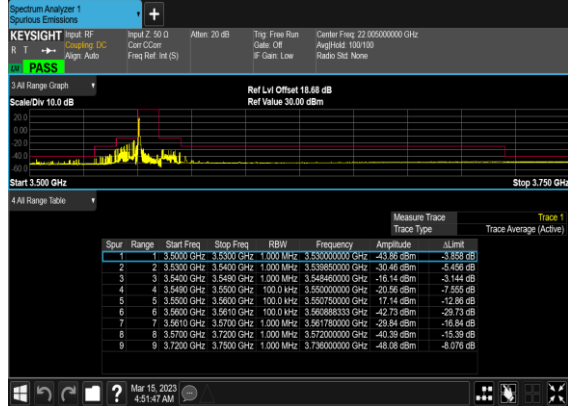 Spectrum Analyzer 1
Spurious Emissions
KEYSIGHT Input: RF Input Z: 50 Ω Atten: 20 dB Trig: Free Run Center Freq: 22.005000000 GHz
R T Coupling: DC Corr CCorr Gate: Off Avg|Hold: 100/100
Align: Auto Freq Ref: Int (S) IF Gain: Low Radio Std: None
PASS
3 All Range Graph
Ref Lvl Offset 18.68 dB
Scale/Div 10.0 dB Ref Value 30.00 dBm
20.0
0.00
-20.0
-40.0
Start 3.500 GHz Stop 3.750 GHz
4 All Range Table
Measure Trace Trace 1
Trace Type Trace Average (Active)
Spur Range Start Freq Stop Freq RBW Frequency Amplitude ΔLimit
1 1 3.5000 GHz 3.5300 GHz 1.000 MHz 3.530000000 GHz -43.86 dBm -3.858 dB
2 2 3.5300 GHz 3.5400 GHz 1.000 MHz 3.539850000 GHz -30.46 dBm -5.456 dB
3 3 3.5400 GHz 3.5490 GHz 1.000 MHz 3.548460000 GHz -16.14 dBm -3.144 dB
4 4 3.5490 GHz 3.5500 GHz 100.0 kHz 3.550000000 GHz -20.56 dBm -7.555 dB
5 5 3.5500 GHz 3.5600 GHz 100.0 kHz 3.550750000 GHz 17.14 dBm -12.86 dB
6 6 3.5600 GHz 3.5610 GHz 100.0 kHz 3.560888333 GHz -42.73 dBm -29.73 dB
7 7 3.5610 GHz 3.5700 GHz 1.000 MHz 3.561780000 GHz -29.84 dBm -16.84 dB
8 8 3.5700 GHz 3.7200 GHz 1.000 MHz 3.572000000 GHz -40.39 dBm -15.39 dB
9 9 3.7200 GHz 3.7500 GHz 1.000 MHz 3.736000000 GHz -48.08 dBm -8.076 dB
? Mar 15, 2023
4:51:47 AM